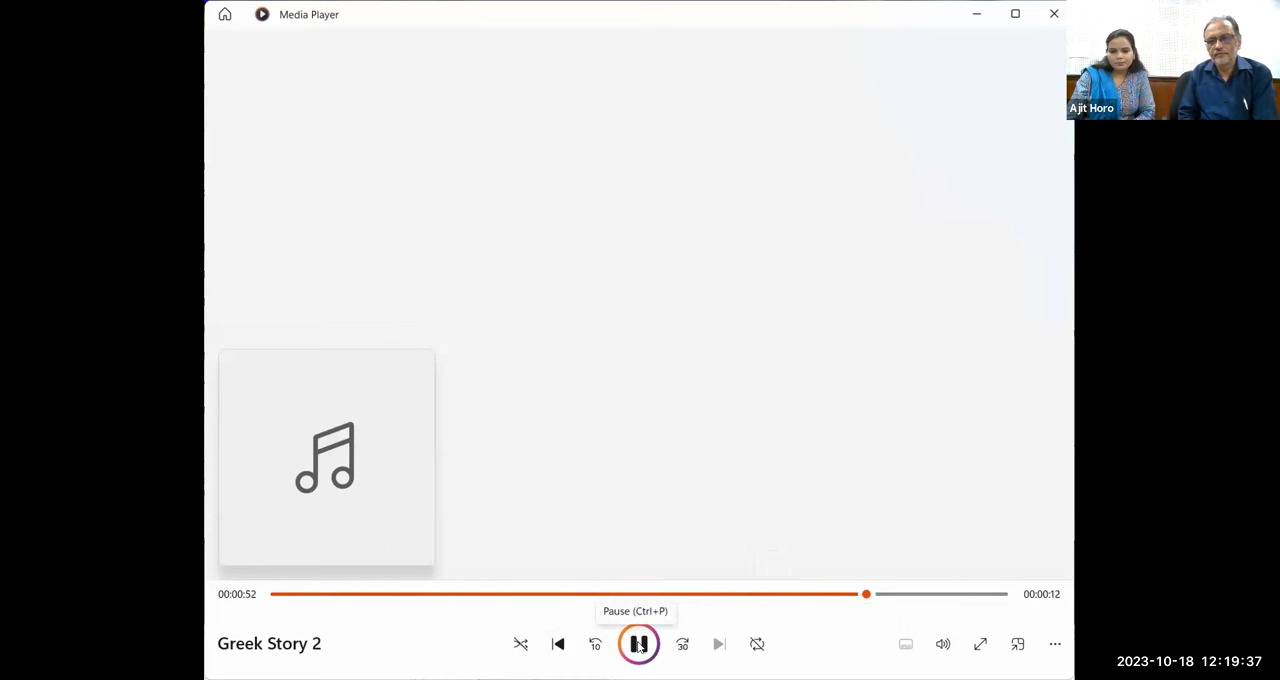 Media Player
Ajit Horo
00:00:52
Pause (Ctrl+P)
00:00:12
Greek Story 2
10
30
2023-10-18 12:19:37